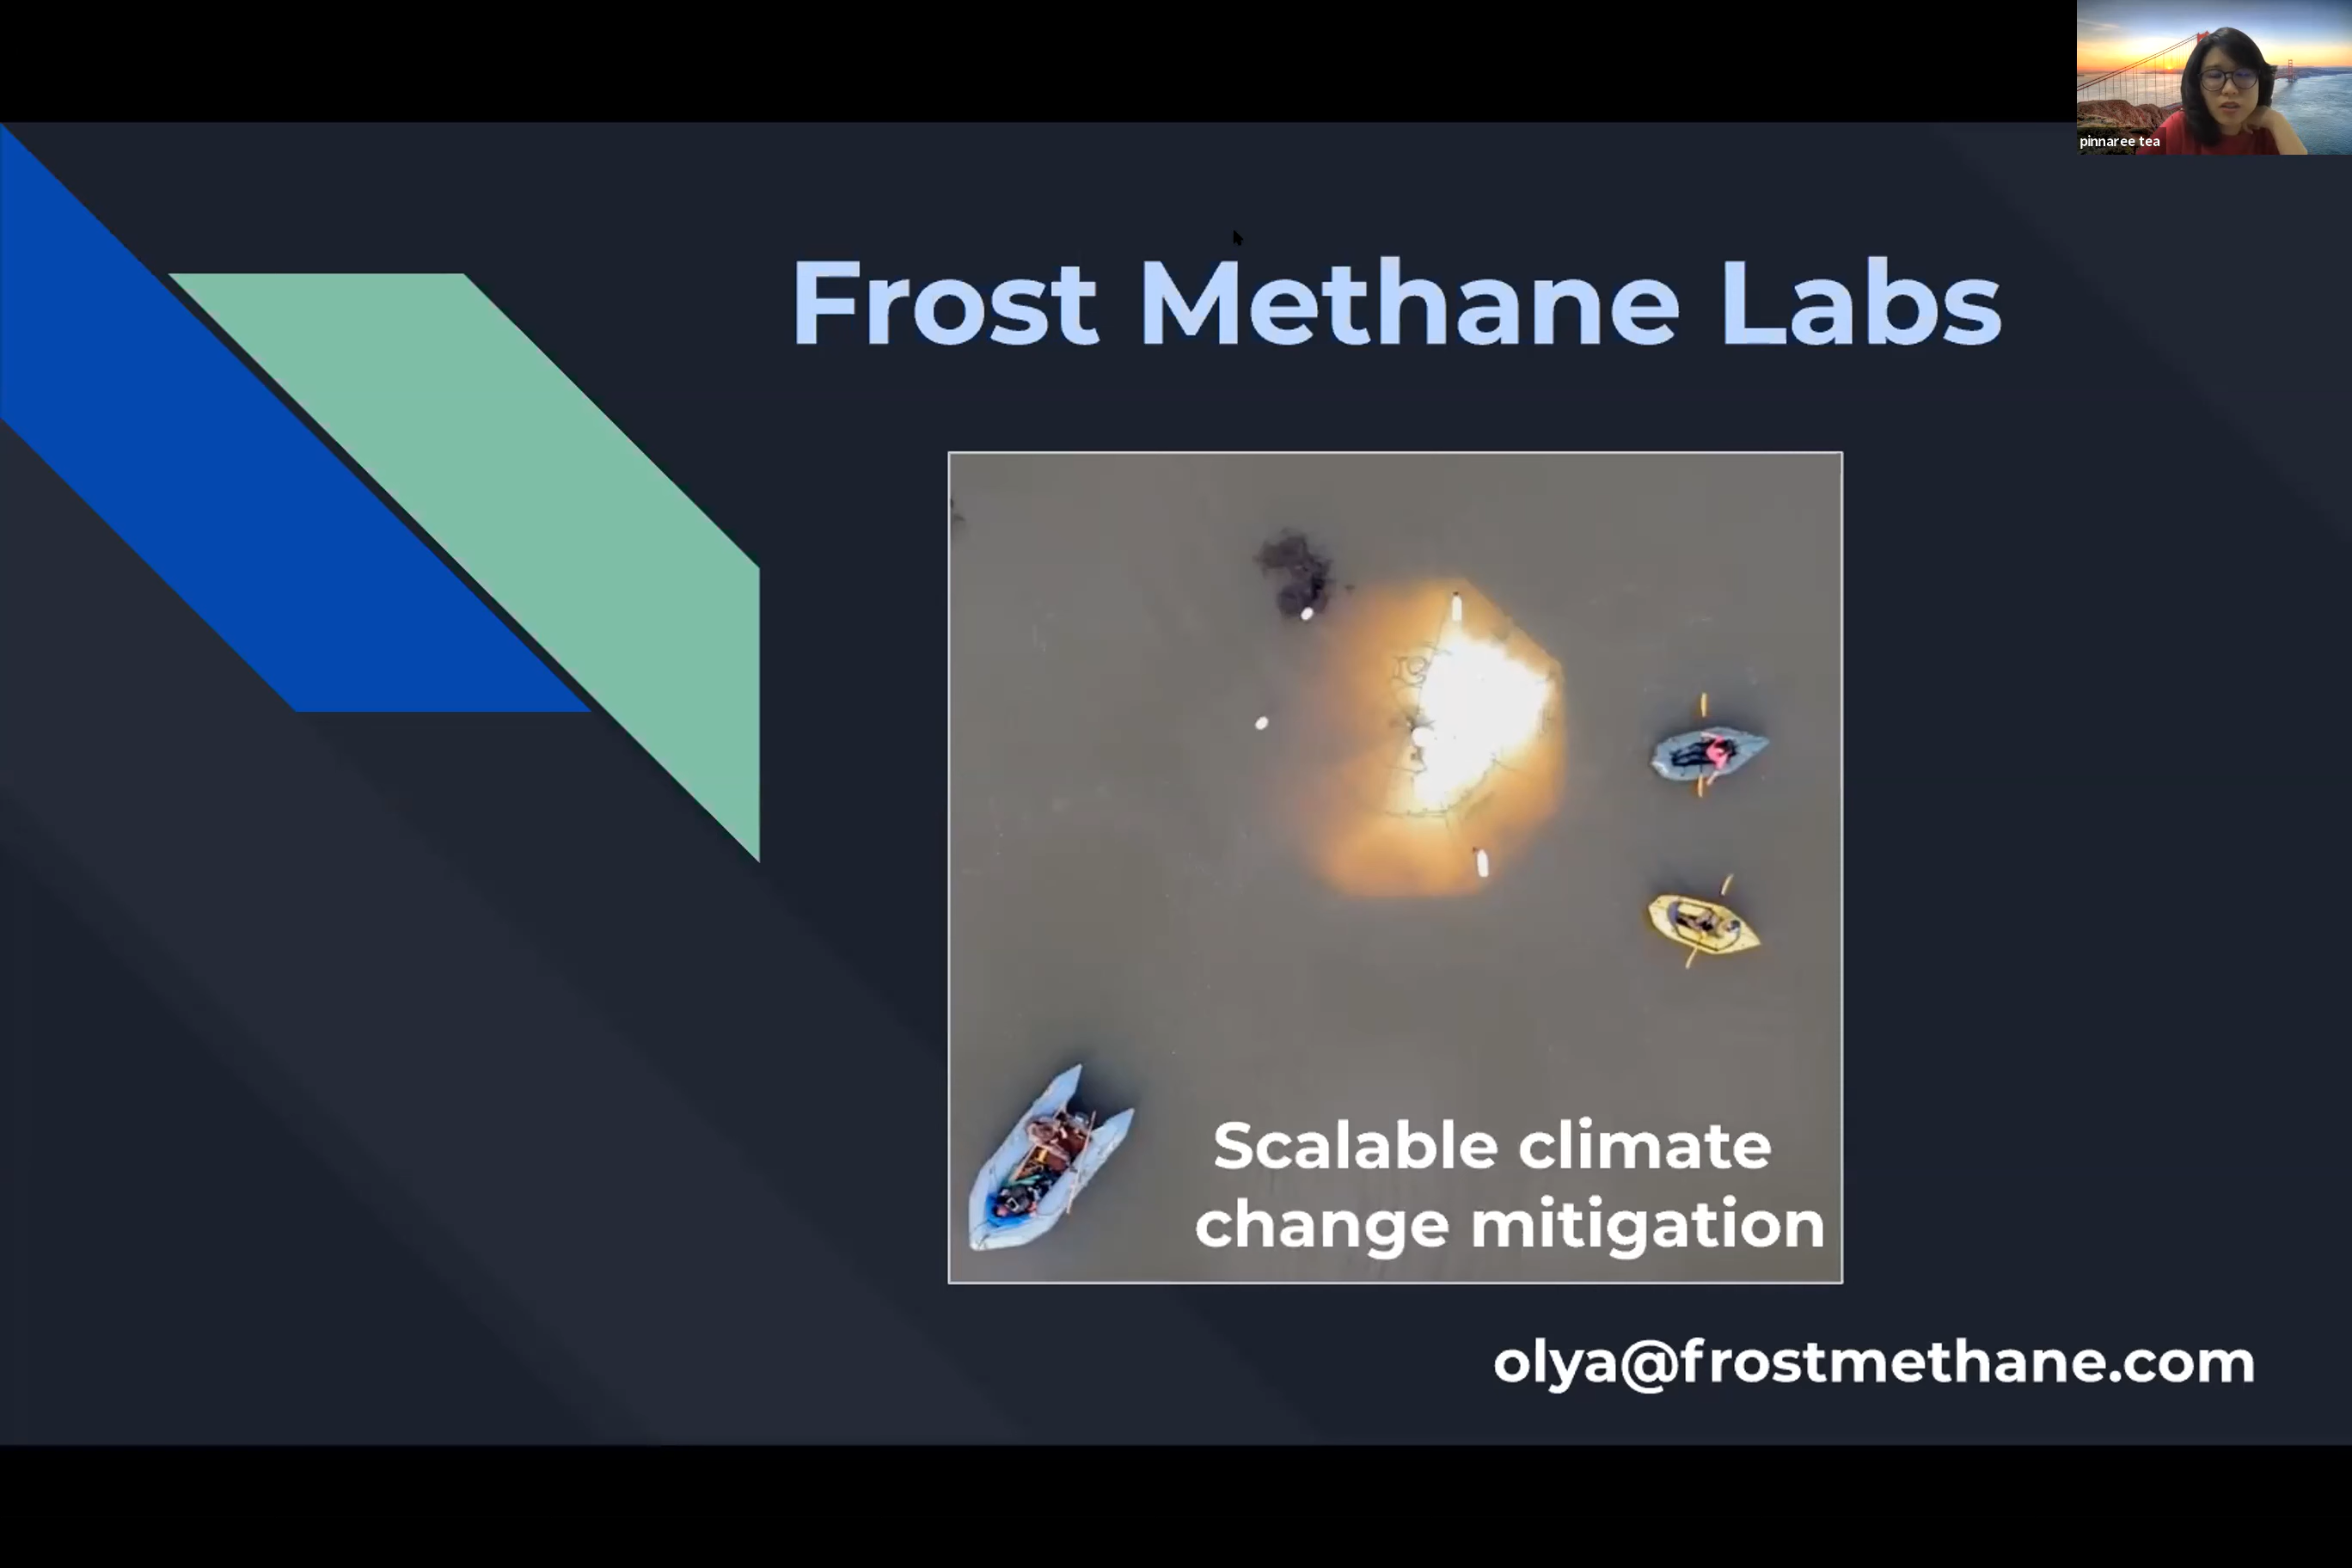 pinnaree tea
Frost Methane Labs
Scalable climate
change mitigation
olya@frostmethane.com